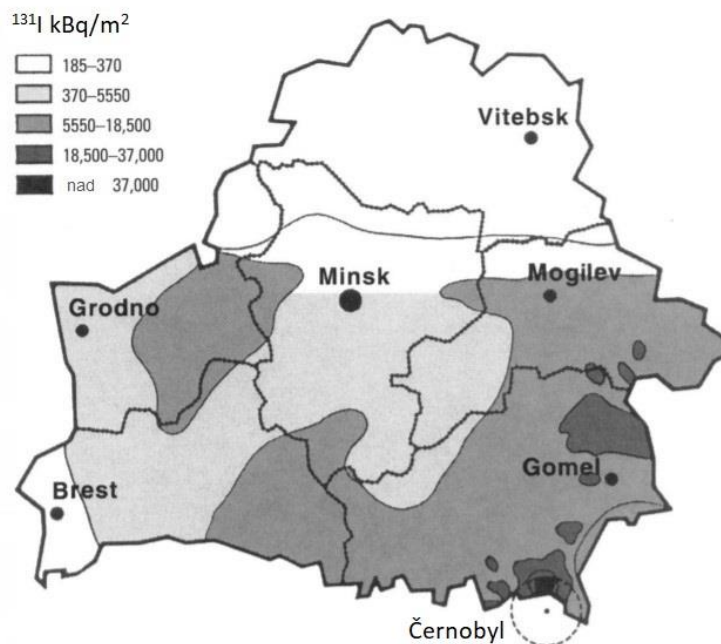 ¹³¹I kBq/m²
185–370
370–5550
5550–18,500
18,500–37,000
nad 37,000
Vitebsk
Minsk
Mogilev
Grodno
Gomel
Brest
Černobyl